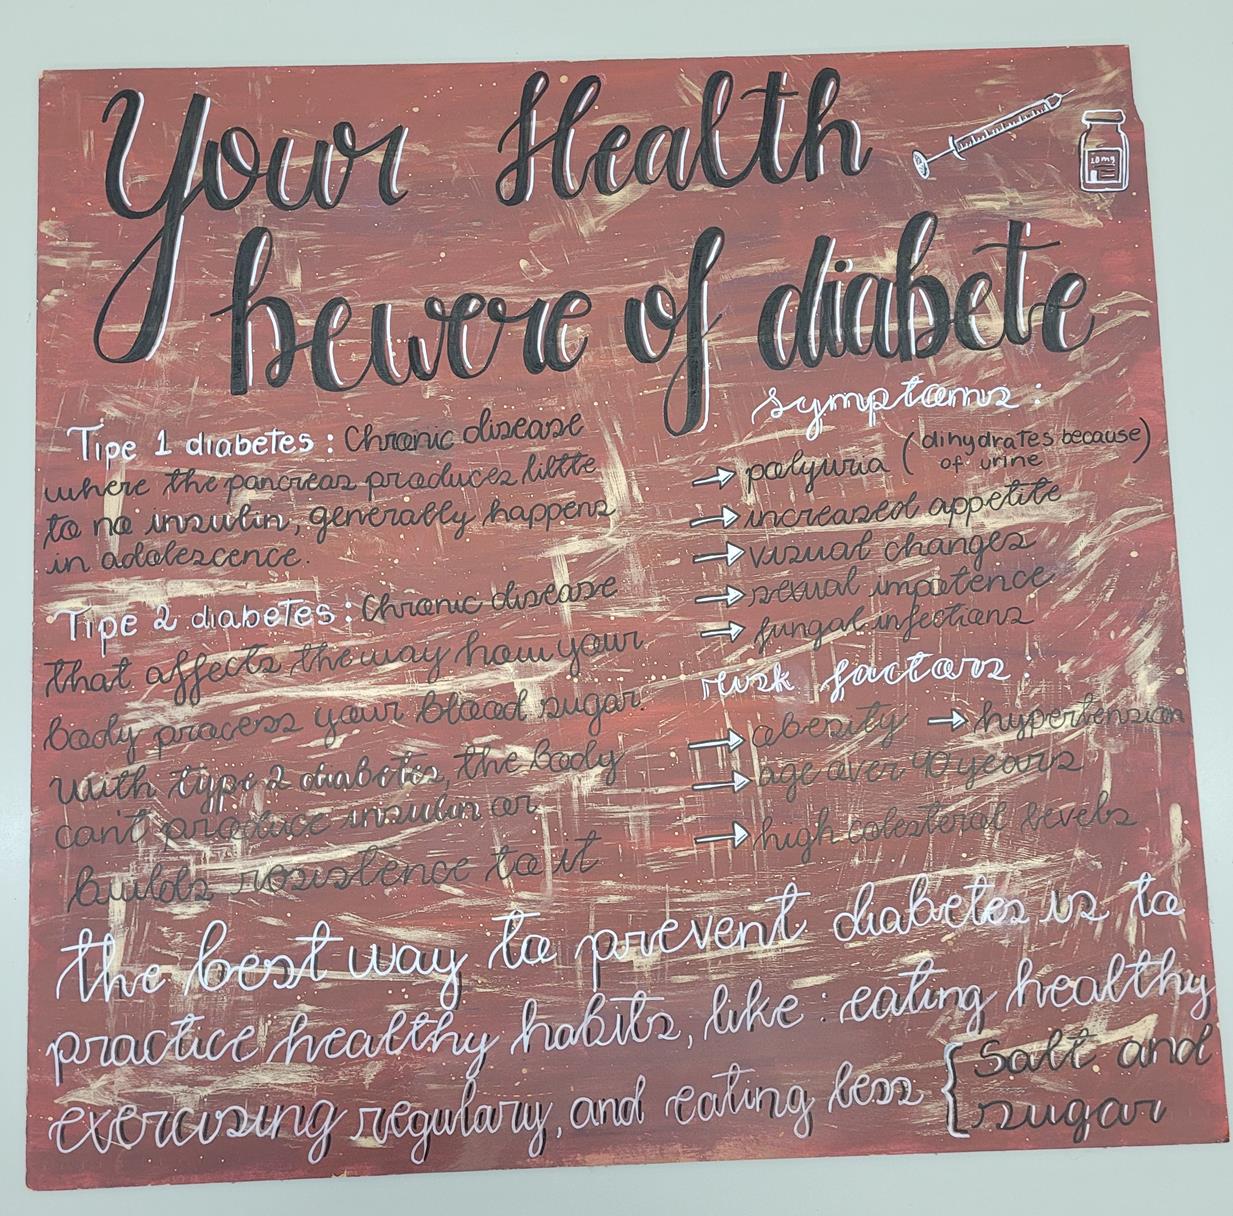 Your Health
bewere of diabete
10mg
Tipe 1 diabetes: Chronic disease
where the pancreas produces little
to no insulin, generally happens
in adolescence.
Tipe 2 diabetes: Chronic disease
that affects the way how your
body process your blood sugar.
With type 2 diabetes, the body
can't produce insulin or
builds resistence to it
symptoms:
→ polyuria (dihydrates because
of urine)
→ increased appetite
→ visual changes
→ sexual impotence
→ fungal infections
risk factors:
→ obesity → hypertension
→ age over 40 years
→ high colesterol levels
the best way to prevent diabetes is to
practice healthy habits, like: eating healthy
exercising regulary, and eating less { Salt and
sugar